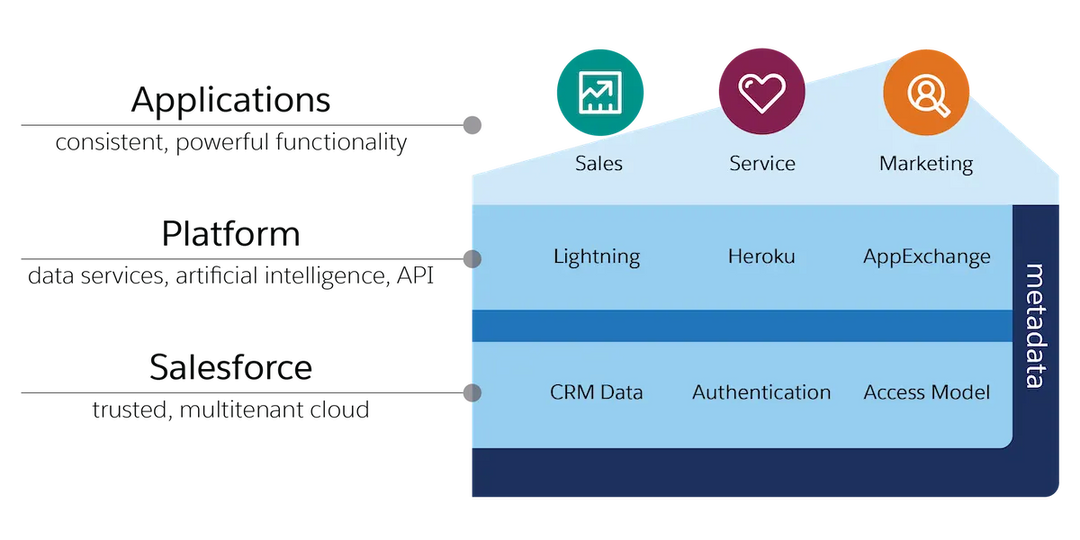 Applications
consistent, powerful functionality
Sales
Service
Marketing
Platform
data services, artificial intelligence, API
Lightning
Heroku
AppExchange
metadata
Salesforce
trusted, multitenant cloud
CRM Data
Authentication
Access Model